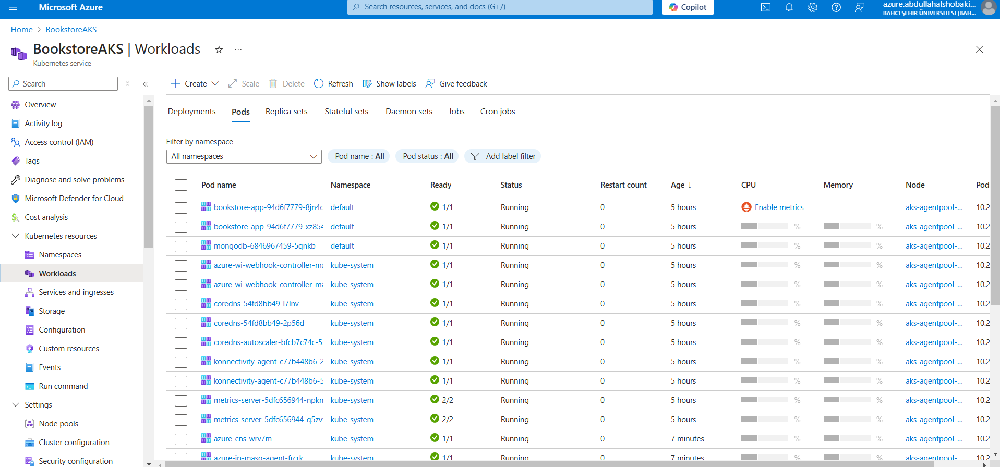 Microsoft Azure
Search resources, services, and docs (G+/)
Copilot
azure.abdullahalshobaki...
BAHCEŞEHIR ÜNIVERSITESI (BAH...
Home > BookstoreAKS
BookstoreAKS | Workloads
Kubernetes service
Search
Create Scale Delete Refresh Show labels Give feedback
Overview
Activity log
Access control (IAM)
Tags
Diagnose and solve problems
Microsoft Defender for Cloud
Cost analysis
Kubernetes resources
Namespaces
Workloads
Services and ingresses
Storage
Configuration
Custom resources
Events
Run command
Settings
Node pools
Cluster configuration
Security configuration
Deployments Pods Replica sets Stateful sets Daemon sets Jobs Cron jobs
Filter by namespace
All namespaces Pod name : All Pod status : All Add label filter
Pod name Namespace Ready Status Restart count Age ↓ CPU Memory Node Pod
bookstore-app-94d6f7779-8jn4d default 1/1 Running 0 5 hours Enable metrics aks-agentpool-... 10.2
bookstore-app-94d6f7779-xz854 default 1/1 Running 0 5 hours % % aks-agentpool-... 10.2
mongodb-6846967459-5qnkb default 1/1 Running 0 5 hours % % aks-agentpool-... 10.2
azure-wi-webhook-controller-ma kube-system 1/1 Running 0 5 hours % % aks-agentpool-... 10.2
azure-wi-webhook-controller-ma kube-system 1/1 Running 0 5 hours % % aks-agentpool-... 10.2
coredns-54fd8bb49-l7lnv kube-system 1/1 Running 0 5 hours % % aks-agentpool-... 10.2
coredns-54fd8bb49-2p56d kube-system 1/1 Running 0 5 hours % % aks-agentpool-... 10.2
coredns-autoscaler-bfcb7c74c-55 kube-system 1/1 Running 0 5 hours % % aks-agentpool-... 10.2
konnectivity-agent-c77b448b6-2 kube-system 1/1 Running 0 5 hours % % aks-agentpool-... 10.2
konnectivity-agent-c77b448b6-5 kube-system 1/1 Running 0 5 hours % % aks-agentpool-... 10.2
metrics-server-5dfc656944-npkn kube-system 2/2 Running 0 5 hours % % aks-agentpool-... 10.2
metrics-server-5dfc656944-q5zvf kube-system 2/2 Running 0 5 hours % % aks-agentpool-... 10.2
azure-cns-wrv7m kube-system 1/1 Running 0 7 minutes % % aks-agentpool-... 10.2
azure-ip-masq-agent-frcrk kube-system 1/1 Running 0 7 minutes % % aks-agentpool-... 10.2